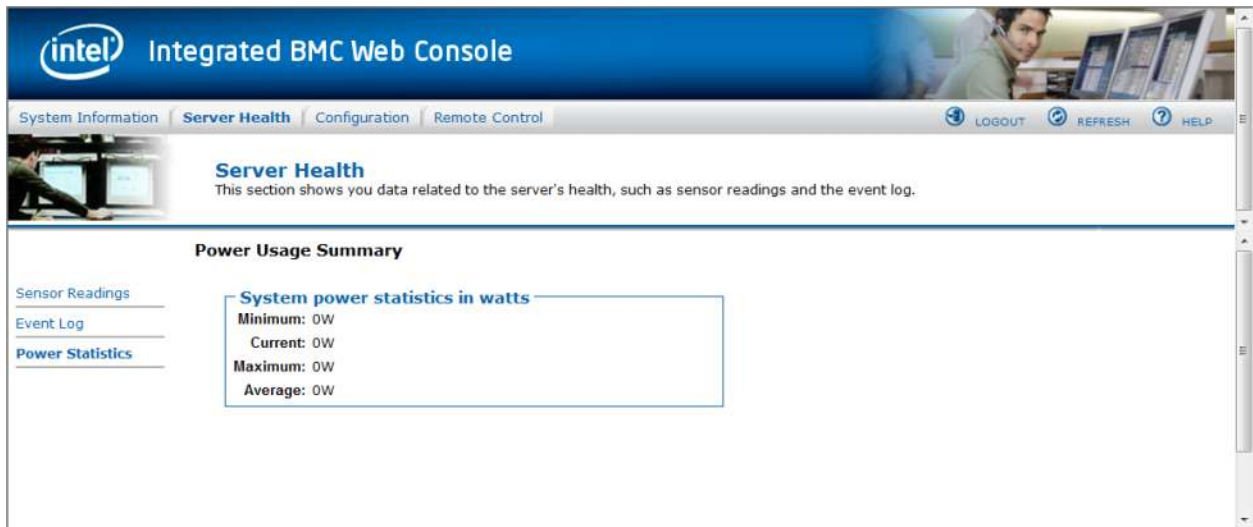 intel Integrated BMC Web Console
System Information Server Health Configuration Remote Control LOGOUT REFRESH HELP
Server Health
This section shows you data related to the server's health, such as sensor readings and the event log.
Power Usage Summary
Sensor Readings
Event Log
Power Statistics
System power statistics in watts
Minimum: 0W
Current: 0W
Maximum: 0W
Average: 0W